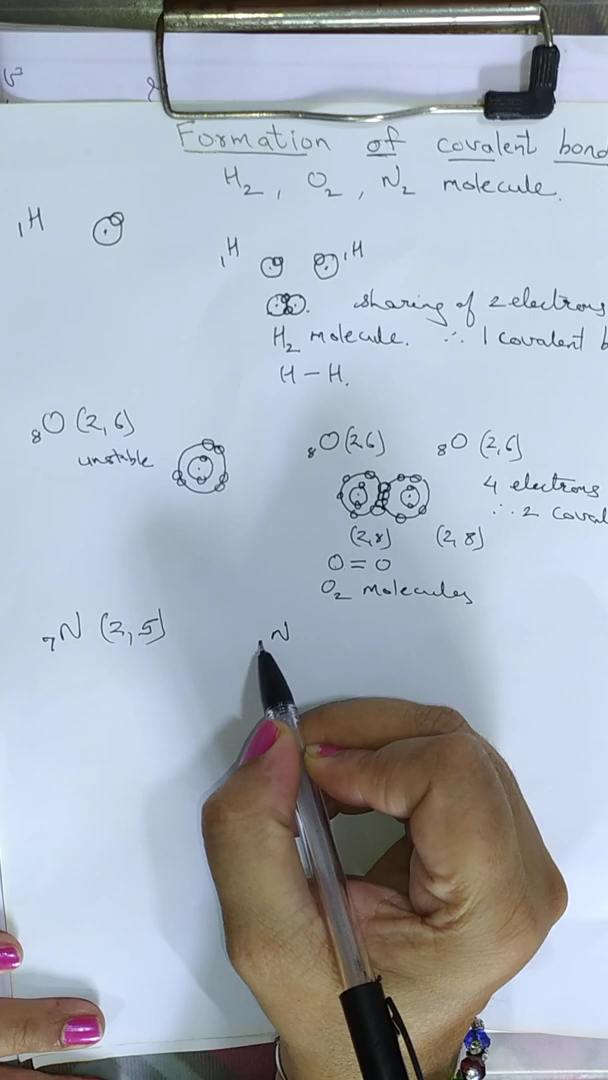 Formation of covalent bond
H₂, O₂, N₂ molecule.
₁H
₁H ₁H
sharing of 2 electrons
H₂ molecule. ∴ 1 covalent b
H – H.
₈O (2,6)
unstable
₈O (2,6) ₈O (2,6)
4 electrons
∴ 2 coval
(2,8) (2,8)
O = O
O₂ molecules
₇N (2,5) N